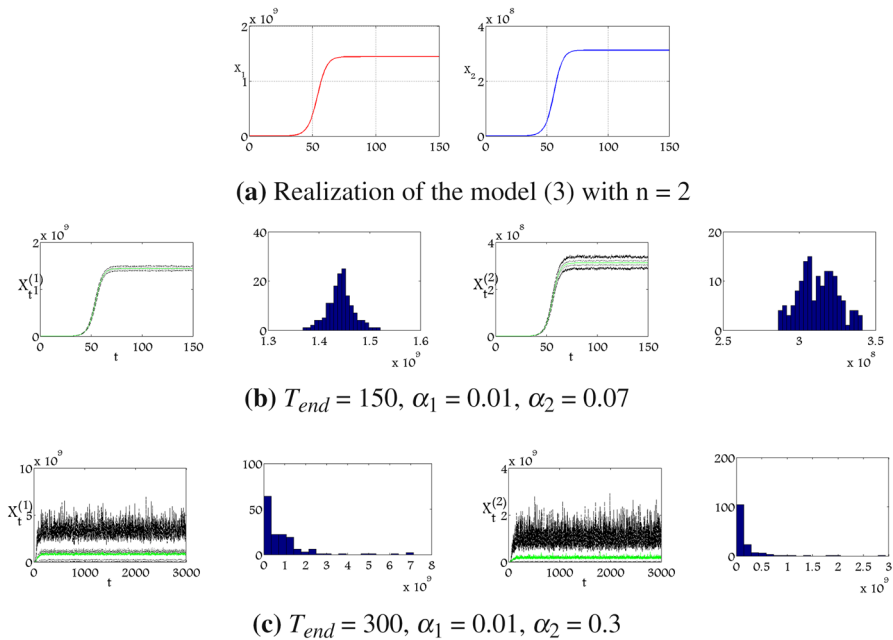 x 10^9
2
1
0
X_1
0 50 100 150
x 10^8
4
2
0
X_2
0 50 100 150
(a) Realization of the model (3) with n = 2
x 10^9
2
1
0
X_t^(1)
0 50 100 150
t
40
20
0
1.3 1.4 1.5 1.6
x 10^9
x 10^8
4
2
0
X_t^(2)
0 50 100 150
t
20
10
0
2.5 3 3.5
x 10^8
(b) T_end = 150, α_1 = 0.01, α_2 = 0.07
x 10^9
10
5
0
X_t^(1)
0 1000 2000 3000
t
100
50
0
0 1 2 3 4 5 6 7 8
x 10^9
x 10^9
4
2
0
X_t^(2)
0 1000 2000 3000
t
200
100
0
0 0.5 1 1.5 2 2.5 3
x 10^9
(c) T_end = 300, α_1 = 0.01, α_2 = 0.3